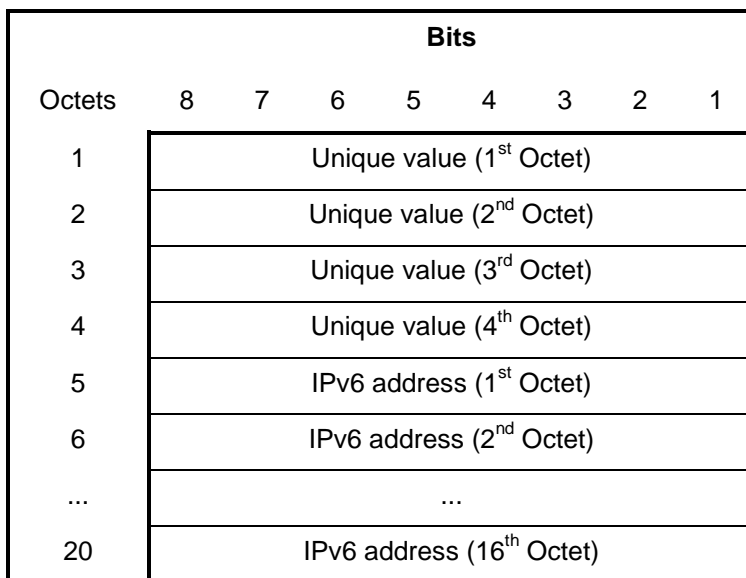 Bits
Octets 8 7 6 5 4 3 2 1
1 Unique value (1st Octet)
2 Unique value (2nd Octet)
3 Unique value (3rd Octet)
4 Unique value (4th Octet)
5 IPv6 address (1st Octet)
6 IPv6 address (2nd Octet)
... ...
20 IPv6 address (16th Octet)